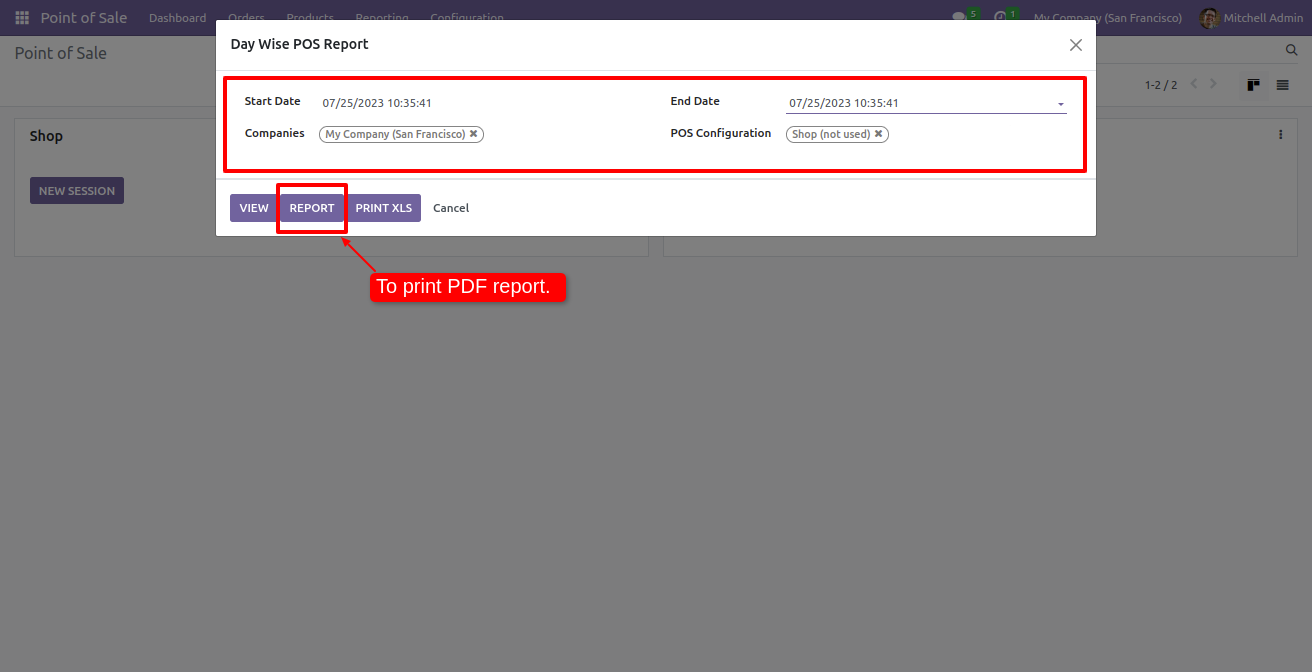 Point of Sale Dashboard Orders Products Reporting Configuration 5 1 My Company (San Francisco) Mitchell Admin
Point of Sale
Day Wise POS Report
1-2 / 2
Start Date 07/25/2023 10:35:41 End Date 07/25/2023 10:35:41
Companies My Company (San Francisco) ✖ POS Configuration Shop (not used) ✖
Shop
NEW SESSION
VIEW REPORT PRINT XLS Cancel
To print PDF report.